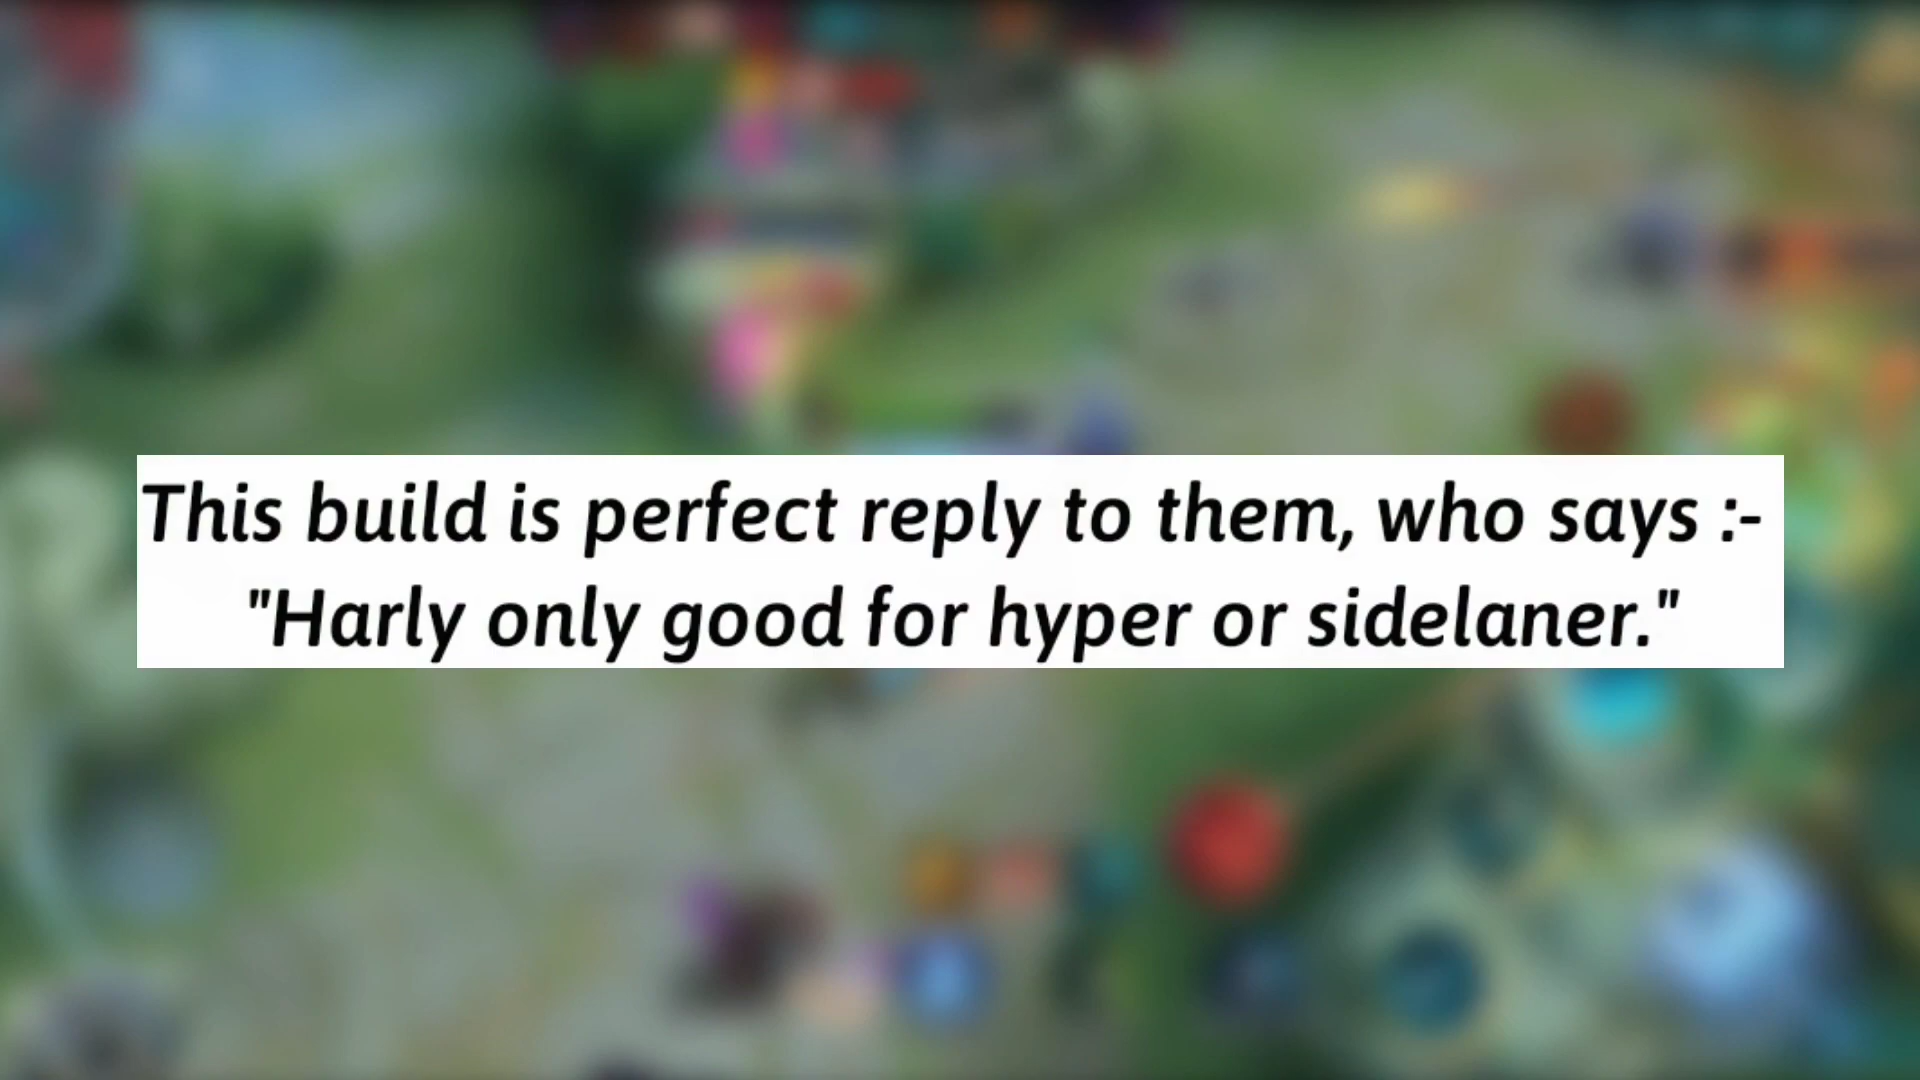 This build is perfect reply to them, who says :-
"Harly only good for hyper or sidelaner."